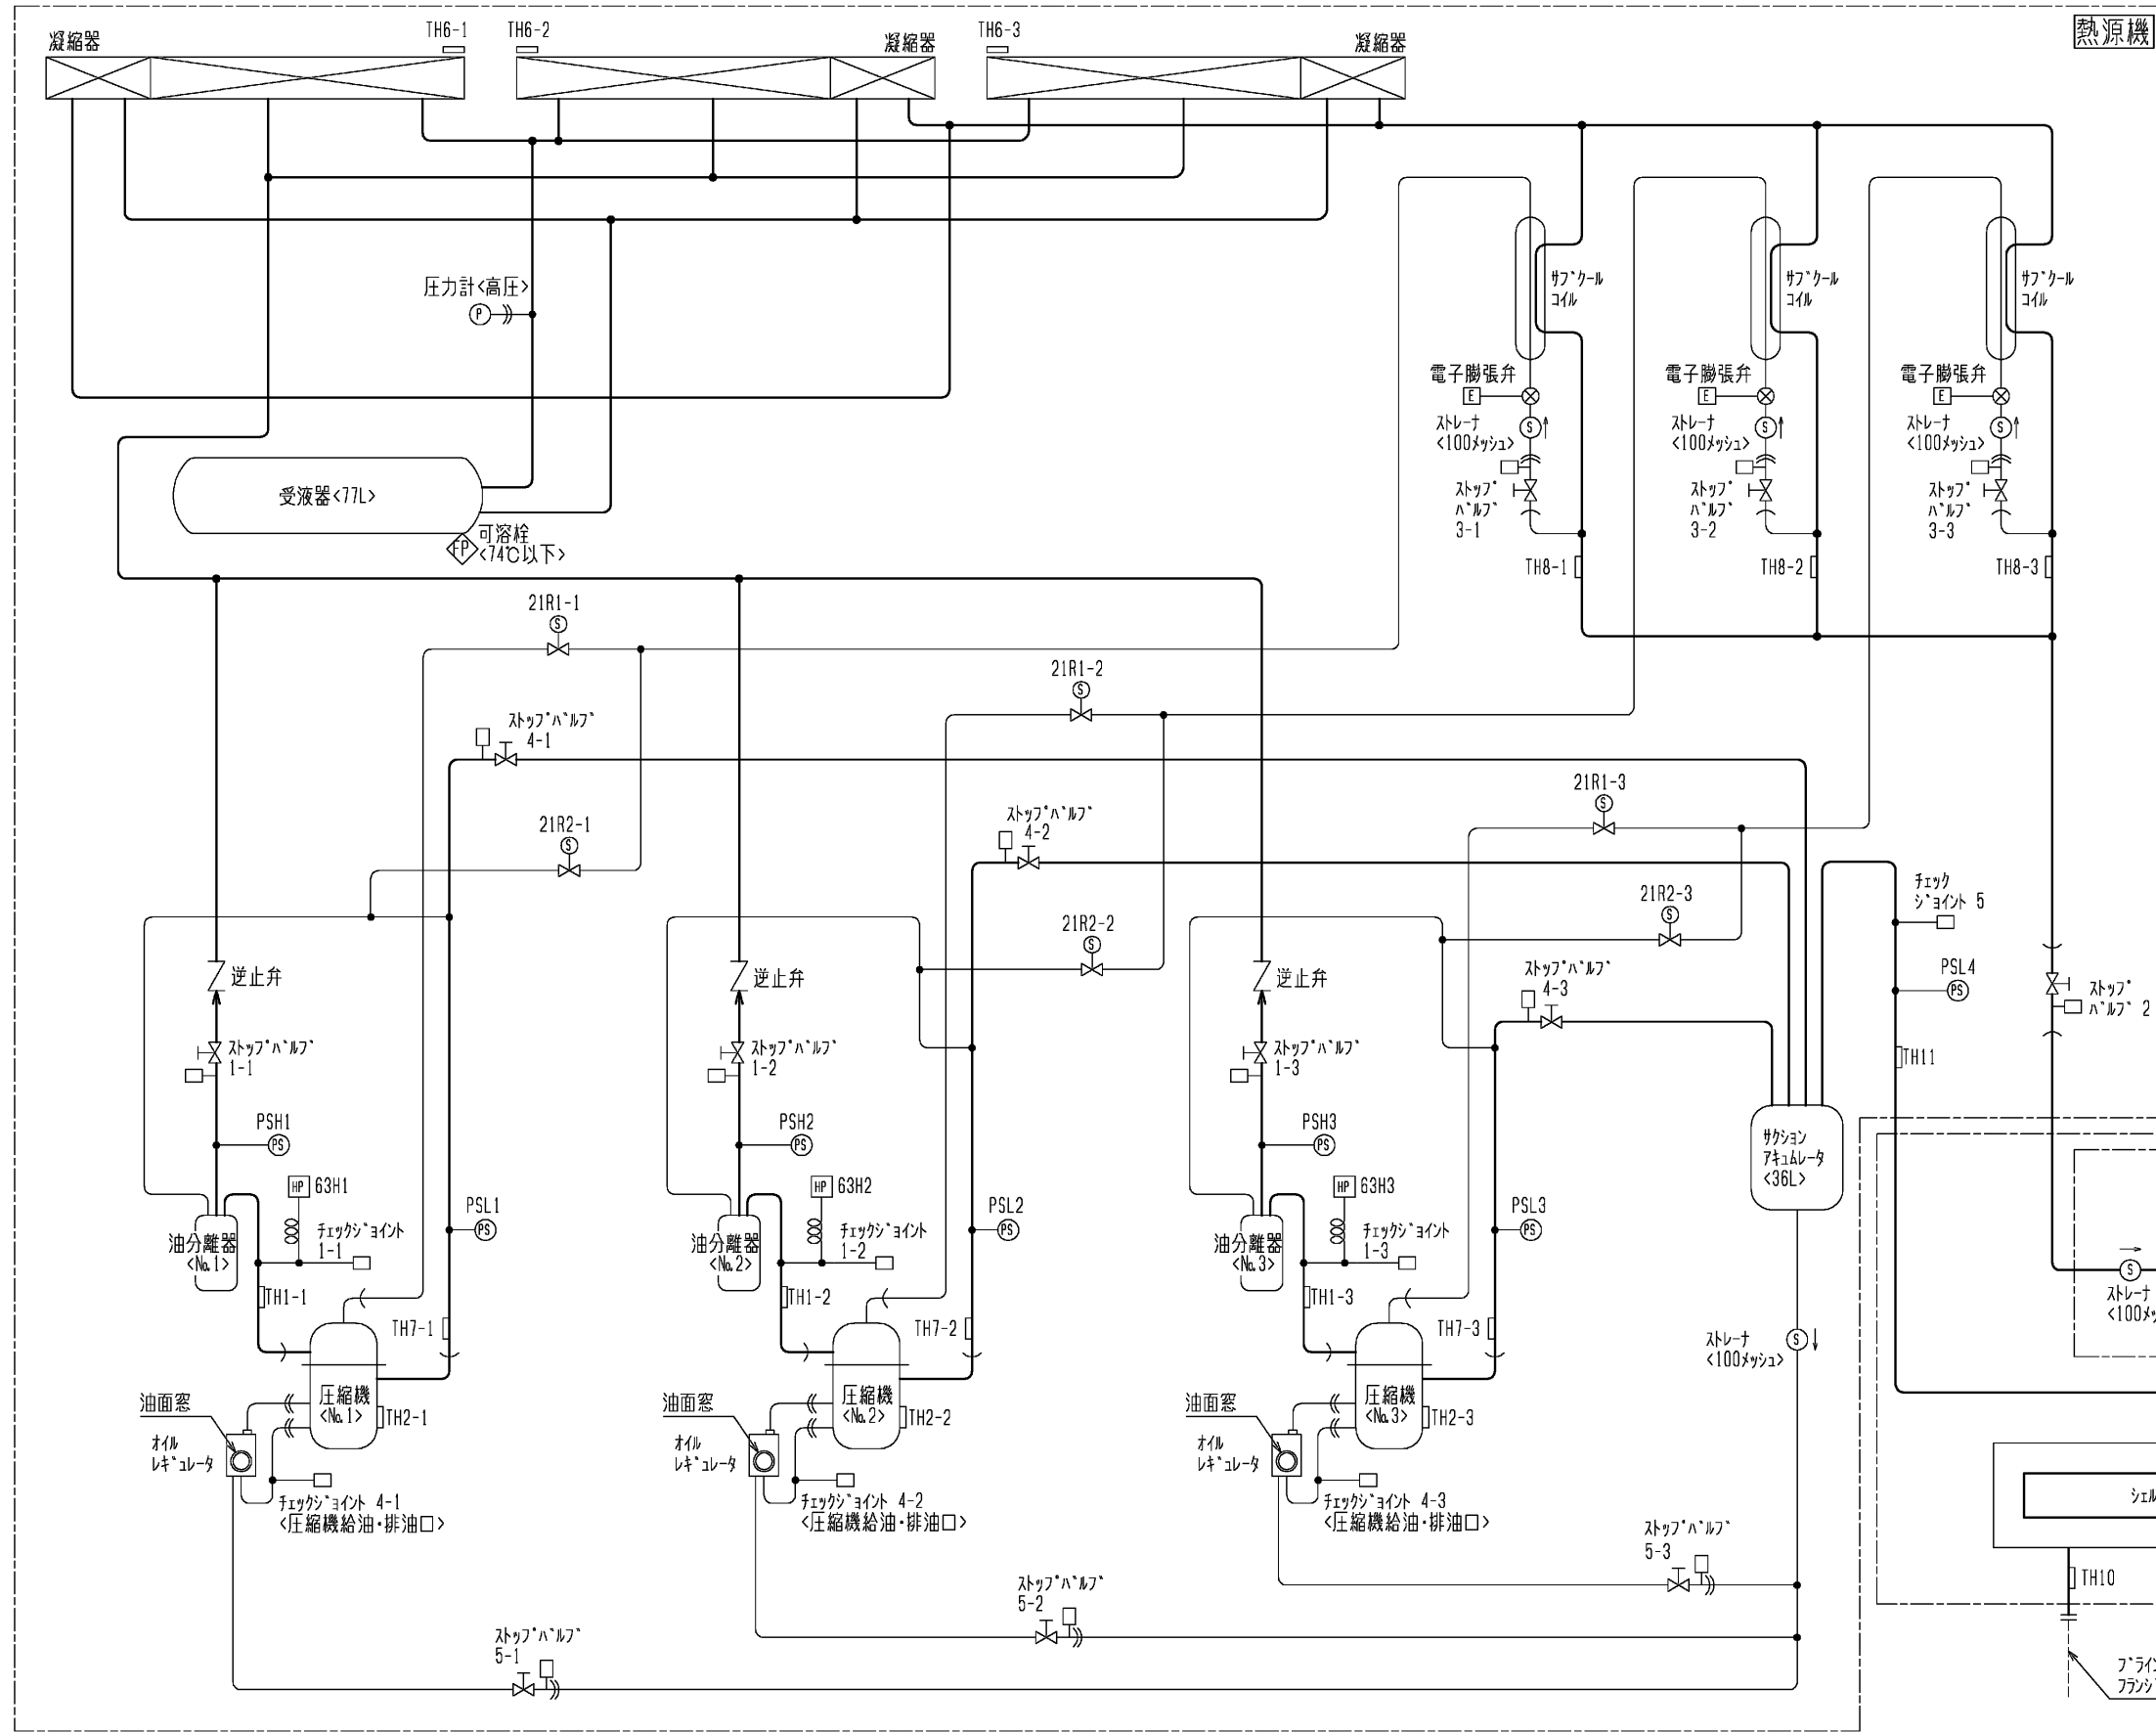 熱源機
凝縮器
TH6-1
TH6-2
凝縮器
TH6-3
凝縮器
圧力計<高圧>
P
サブクール
コイル
サブクール
コイル
サブクール
コイル
電子膨張弁
E
電子膨張弁
E
電子膨張弁
E
ストレーナ
<100メッシュ>
S
ストレーナ
<100メッシュ>
S
ストレーナ
<100メッシュ>
S
ストップ
バルブ
3-1
ストップ
バルブ
3-2
ストップ
バルブ
3-3
受液器<77L>
可溶栓
<74℃以下>
FP
TH8-1
TH8-2
TH8-3
21R1-1
S
21R1-2
S
ストップバルブ
4-1
21R1-3
S
21R2-1
S
ストップバルブ
4-2
21R2-2
S
21R2-3
S
チェック
ジョイント 5
ストップバルブ
4-3
PSL4
PS
ストップ
バルブ 2
逆止弁
逆止弁
逆止弁
ストップバルブ
1-1
ストップバルブ
1-2
ストップバルブ
1-3
TH11
PSH1
PS
PSH2
PS
PSH3
PS
サクション
アキュムレータ
<36L>
HP 63H1
HP 63H2
HP 63H3
PSL1
PS
PSL2
PS
PSL3
PS
油分離器
<No.1>
チェックジョイント
1-1
油分離器
<No.2>
チェックジョイント
1-2
油分離器
<No.3>
チェックジョイント
1-3
S
ストレーナ
TH1-1
TH1-2
TH1-3
TH7-1
TH7-2
TH7-3
ストレーナ
<100メッシュ>
S
圧縮機
<No.1>
圧縮機
<No.2>
圧縮機
<No.3>
TH2-1
TH2-2
TH2-3
油面窓
油面窓
油面窓
オイル
レギュレータ
オイル
レギュレータ
オイル
レギュレータ
チェックジョイント 4-1
<圧縮機給油・排油口>
チェックジョイント 4-2
<圧縮機給油・排油口>
チェックジョイント 4-3
<圧縮機給油・排油口>
ストップバルブ
5-3
ストップバルブ
5-2
ストップバルブ
5-1
TH10